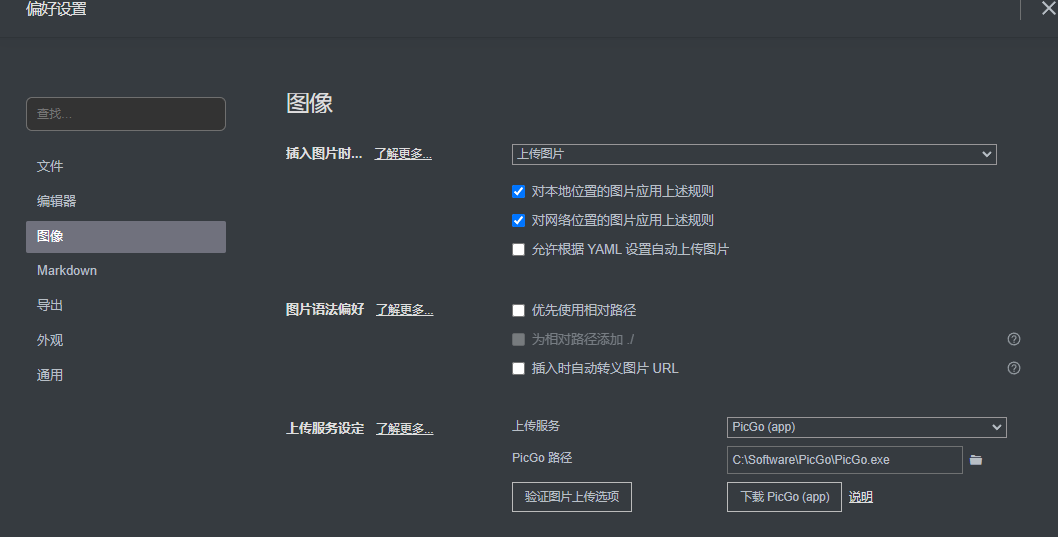 偏好设置
查找...
文件
编辑器
图像
Markdown
导出
外观
通用
图像
插入图片时... 了解更多... 上传图片
对本地位置的图片应用上述规则
对网络位置的图片应用上述规则
允许根据 YAML 设置自动上传图片
图片语法偏好 了解更多... 优先使用相对路径
为相对路径添加 ./
插入时自动转义图片 URL
上传服务设定 了解更多... 上传服务 PicGo (app)
PicGo 路径 C:\Software\PicGo\PicGo.exe
验证图片上传选项 下载 PicGo (app) 说明